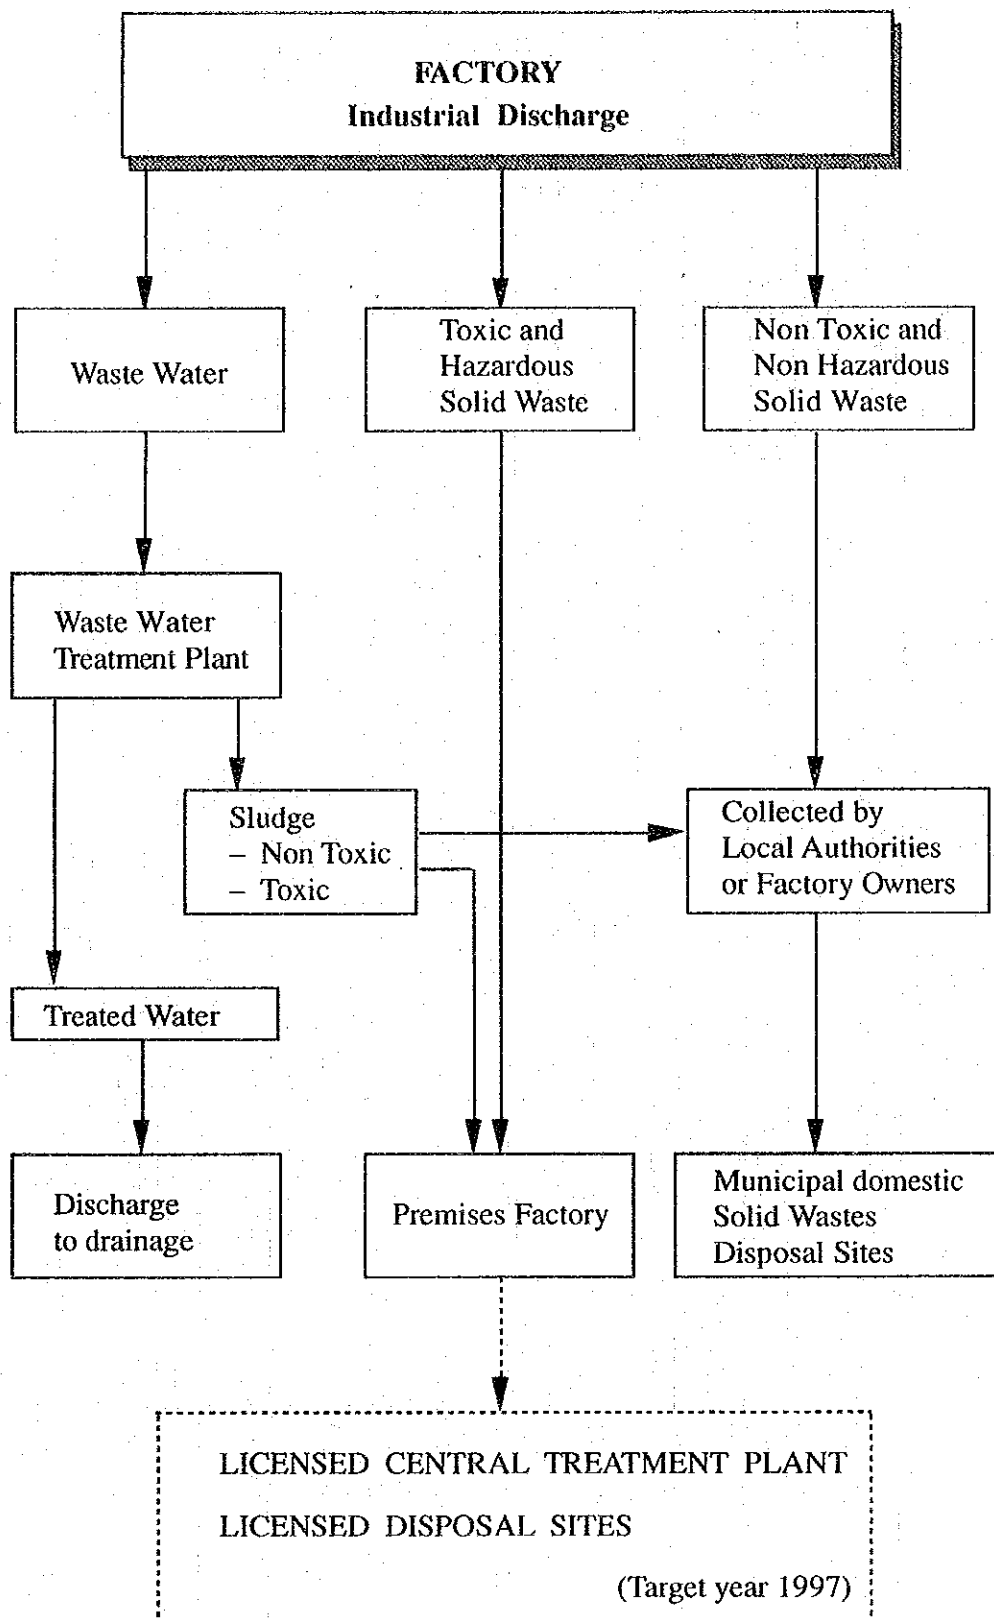 FACTORY
Industrial Discharge
Waste Water
Toxic and
Hazardous
Solid Waste
Non Toxic and
Non Hazardous
Solid Waste
Waste Water
Treatment Plant
Sludge
– Non Toxic
– Toxic
Collected by
Local Authorities
or Factory Owners
Treated Water
Discharge
to drainage
Premises Factory
Municipal domestic
Solid Wastes
Disposal Sites
LICENSED CENTRAL TREATMENT PLANT
LICENSED DISPOSAL SITES
(Target year 1997)